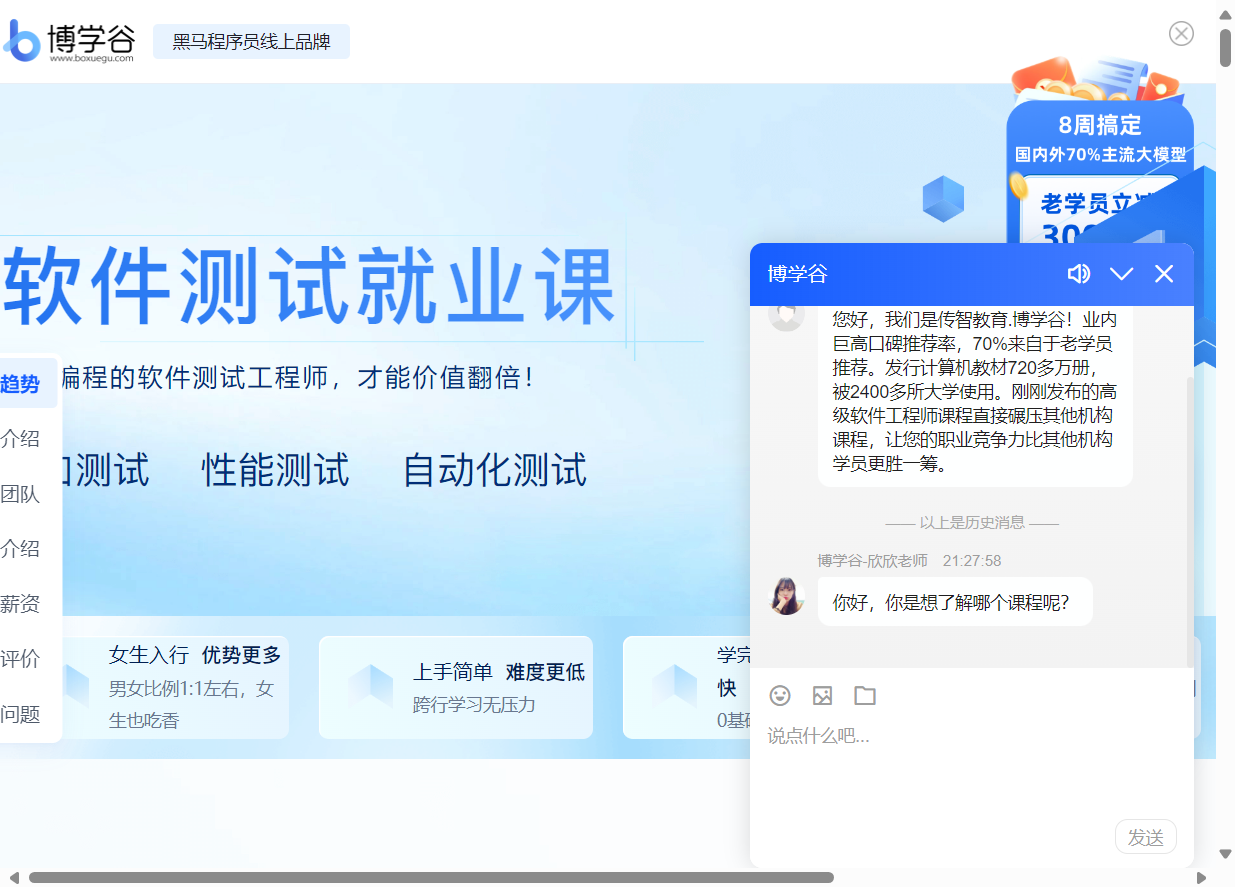 博学谷
www.boxuegu.com
黑马程序员线上品牌
8周搞定
国内外70%主流大模型
老学员立减
软件测试就业课
编程的软件测试工程师，才能价值翻倍！
测试 性能测试 自动化测试
趋势
介绍
团队
介绍
薪资
评价
问题
女生入行 优势更多
男女比例1:1左右，女
生也吃香
上手简单 难度更低
跨行学习无压力
学完
快
0基础
博学谷
您好，我们是传智教育.博学谷！业内
巨高口碑推荐率，70%来自于老学员
推荐。发行计算机教材720多万册，
被2400多所大学使用。刚刚发布的高
级软件工程师课程直接碾压其他机构
课程，让您的职业竞争力比其他机构
学员更胜一筹。
以上是历史消息
博学谷-欣欣老师 21:27:58
你好，你是想了解哪个课程呢？
说点什么吧...
发送